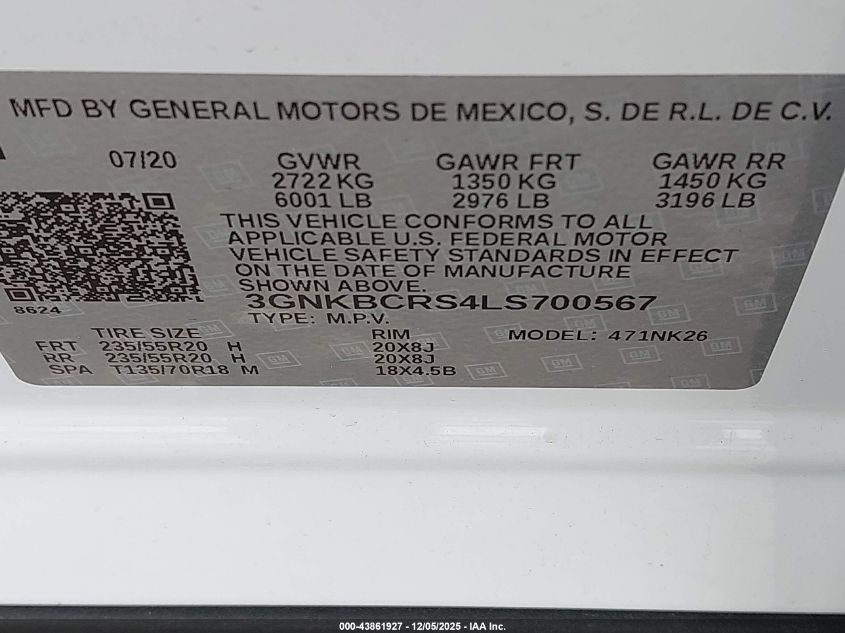 MFD BY GENERAL MOTORS DE MEXICO, S. DE R.L. DE C.V.
07/20 GVWR GAWR FRT GAWR RR
2722 KG 1350 KG 1450 KG
6001 LB 2976 LB 3196 LB
THIS VEHICLE CONFORMS TO ALL
APPLICABLE U.S. FEDERAL MOTOR
VEHICLE SAFETY STANDARDS IN EFFECT
ON THE DATE OF MANUFACTURE
SHOWN ABOVE.
3GNKBCRS4LS700567
8624
TYPE: M.P.V.
TIRE SIZE RIM MODEL: 471NK26
FRT 235/55R20 H 20X8J
RR 235/55R20 H 20X8J
SPA T135/70R18 M 18X4.5B
000-43861927 - 12/05/2025 - IAA Inc.